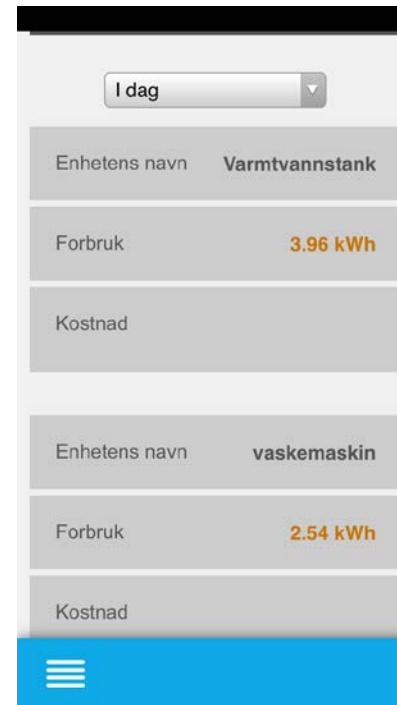 I dag
Enhetens navn Varmtvannstank
Forbruk 3.96 kWh
Kostnad
Enhetens navn vaskemaskin
Forbruk 2.54 kWh
Kostnad